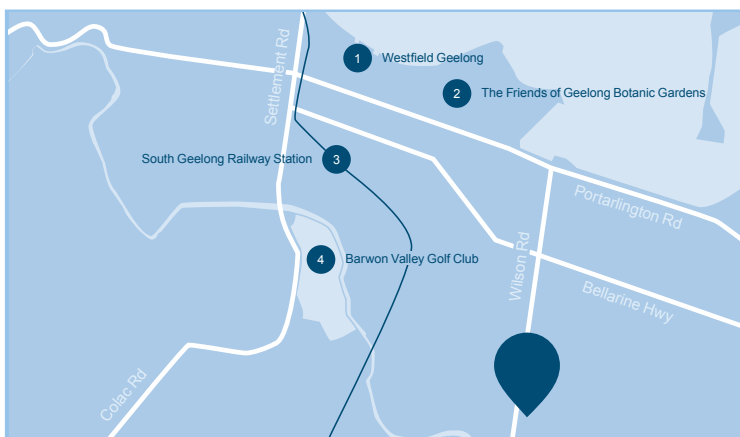 Settlement Rd
1 Westfield Geelong
2 The Friends of Geelong Botanic Gardens
South Geelong Railway Station 3
Portarlington Rd
Wilson Rd
4 Barwon Valley Golf Club
Bellarine Hwy
Colac Rd